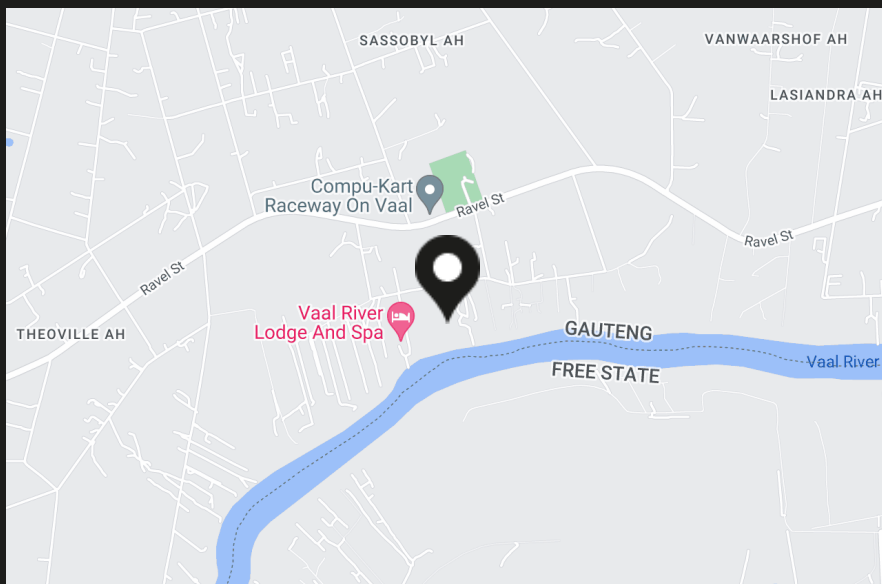 SASSOBYL AH
VANWAARSHOF AH
LASIANDRA AH
Compu-Kart
Raceway On Vaal
Ravel St
Ravel St
Ravel St
Vaal River
Lodge And Spa
THEOVILLE AH
GAUTENG
FREE STATE
Vaal River